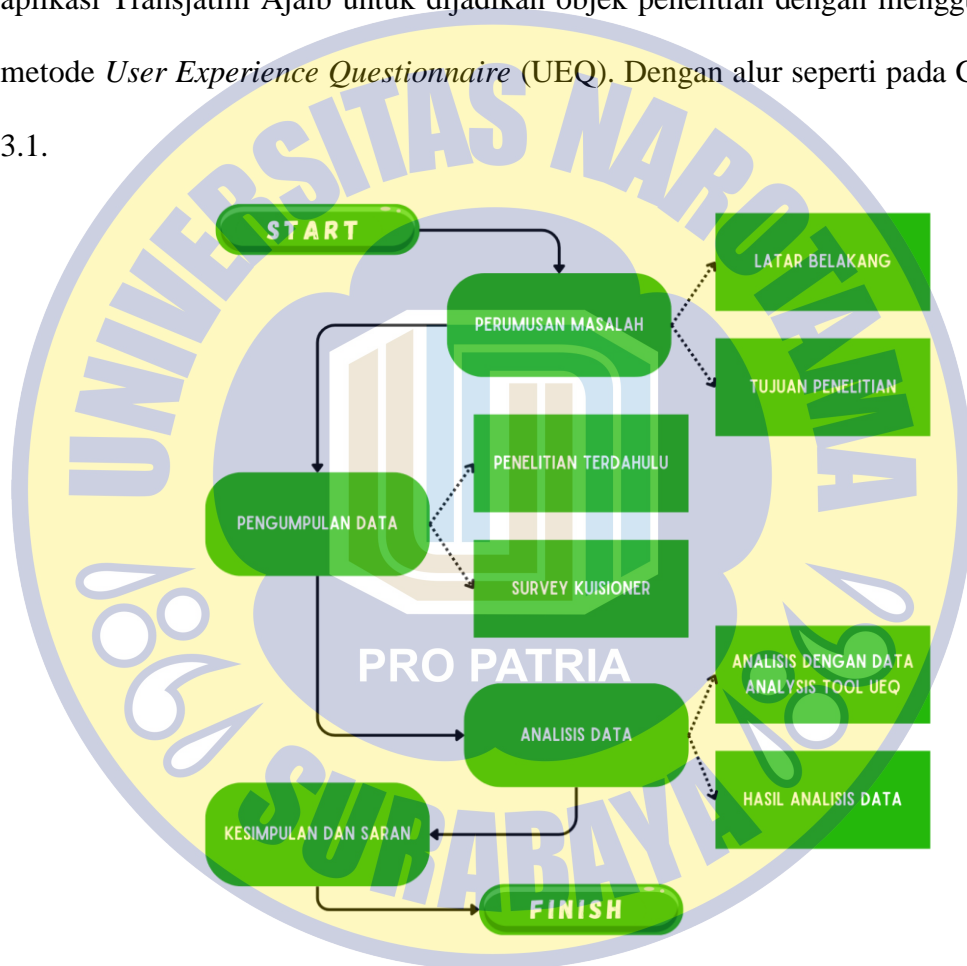 aplikasi Transjatim Ajaib untuk dijadikan objek penelitian dengan
metode User Experience Questionnaire (UEQ). Dengan alur seperti pada
3.1.
UNIVERSITAS NAROTAMA
START
LATAR BELAKANG
PERUMUSAN MASALAH
TUJUAN PENELITIAN
PENELITIAN TERDAHULU
PENGUMPULAN DATA
SURVEY KUISIONER
PRO PATRIA
ANALISIS DENGAN DATA
ANALYSIS TOOL UEQ
ANALISIS DATA
HASIL ANALISIS DATA
KESIMPULAN DAN SARAN
SURABAYA
FINISH